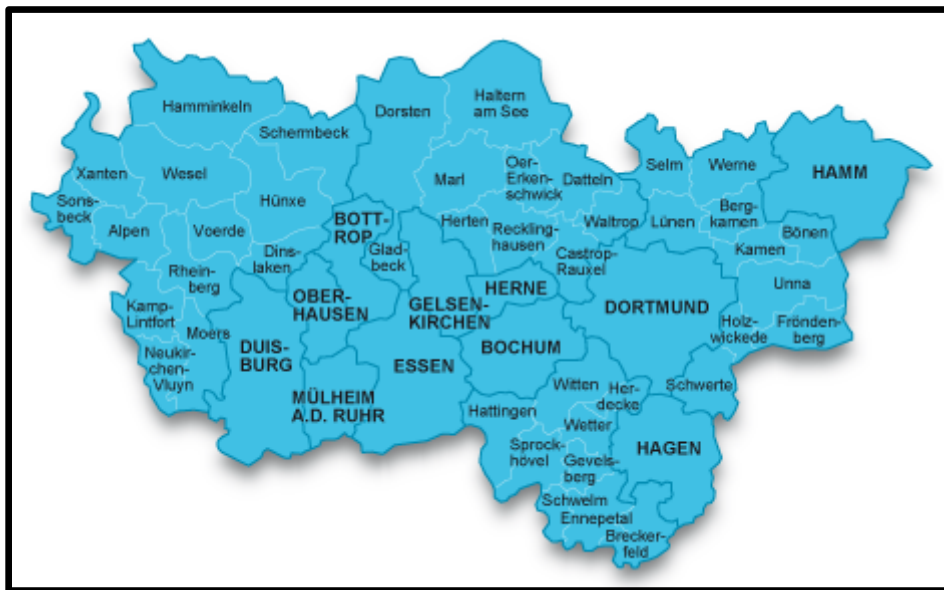 Hamminkeln
Dorsten
Haltern
am See
Schermbeck
Xanten
Wesel
Marl
Oer-
Erken-
schwick
Datteln
Selm
Werne
HAMM
Sons-
beck
Hünxe
Alpen
Voerde
BOTT-
ROP
Herten
Reckling-
hausen
Waltrop
Lünen
Berg-
kamen
Bönen
Kamen
Dins-
laken
Glad-
beck
Castrop-
Rauxel
Rhein-
berg
Unna
OBER-
HAUSEN
GELSEN-
KIRCHEN
HERNE
DORTMUND
Kamp-
Lintfort
Moers
Holz-
wickede
Frönden-
berg
DUIS-
BURG
BOCHUM
Neukir-
chen-
Vluyn
ESSEN
MÜLHEIM
A.D. RUHR
Witten
Her-
decke
Schwerte
Hattingen
Wetter
Sprock-
hövel
HAGEN
Gevels-
berg
Schwelm
Ennepetal
Brecker-
feld